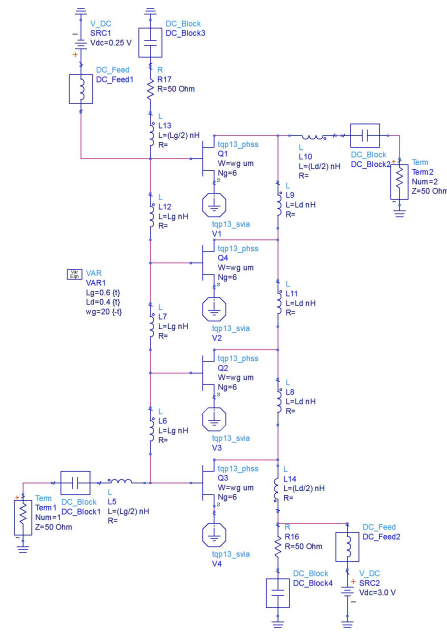 V_DC
SRC1
Vdc=0.25 V
DC_Block
DC_Block3
DC_Feed
DC_Feed1
R
R17
R=50 Ohm
L
L13
L=(Lg/2) nH
R=
tqp13_phss
Q1
W=wg um
Ng=6
L
L10
L=(Ld/2) nH
R=
DC_Block
DC_Block2
Term
Term2
Num=2
Z=50 Ohm
L
L12
L=Lg nH
R=
tqp13_svia
V1
L
L9
L=Ld nH
R=
tqp13_phss
Q4
W=wg um
Ng=6
Var
Eqn
VAR
VAR1
Lg=0.6 {t}
Ld=0.4 {t}
wg=20 {-t}
L
L7
L=Lg nH
R=
tqp13_svia
V2
L
L11
L=Ld nH
R=
tqp13_phss
Q2
W=wg um
Ng=6
L
L6
L=Lg nH
R=
tqp13_svia
V3
L
L8
L=Ld nH
R=
tqp13_phss
Q3
W=wg um
Ng=6
Term
Term1
Num=1
Z=50 Ohm
DC_Block
DC_Block1
L
L5
L=(Lg/2) nH
R=
tqp13_svia
V4
L
L14
L=(Ld/2) nH
R=
R
R16
R=50 Ohm
DC_Feed
DC_Feed2
DC_Block
DC_Block4
V_DC
SRC2
Vdc=3.0 V